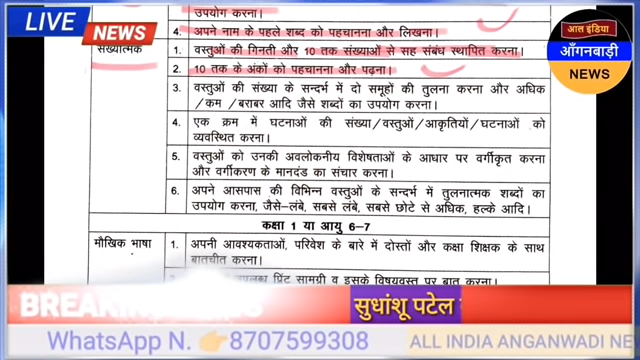 उपयोग करना।
4. अपने नाम के पहले शब्द को पहचानना और लिखना।
संख्यात्मक
1. वस्तुओं की गिनती और 10 तक संख्याओं से सह संबंध स्थापित करना।
2. 10 तक के अंकों को पहचानना और पढ़ना।
3. वस्तुओं की संख्या के सन्दर्भ में दो समूहों की तुलना करना और अधिक
/कम /बराबर आदि जैसे शब्दों का उपयोग करना।
4. एक क्रम में घटनाओं की संख्या/वस्तुओं/आकृतियों/घटनाओं को
व्यवस्थित करना।
5. वस्तुओं को उनकी अवलोकनीय विशेषताओं के आधार पर वर्गीकृत करना
और वर्गीकरण के मानदंड का संचार करना।
6. अपने आसपास की विभिन्न वस्तुओं के सन्दर्भ में तुलनात्मक शब्दों का
उपयोग करना, जैसे-लंबे, सबसे लंबे, सबसे छोटे से अधिक, हल्के आदि।
कक्षा 1 या आयु 6-7
मौखिक भाषा
1. अपनी आवश्यकताओं, परिवेश के बारे में दोस्तों और कक्षा शिक्षक के साथ
बातचीत करना।
प्रिंट सामग्री व इसके विषयवस्तु पर बात करना।
LIVE NEWS
आल इंडिया
आँगनबाड़ी
NEWS
सुधांशू पटेल
WhatsApp N. 👉8707599308
ALL INDIA ANGANWADI NE